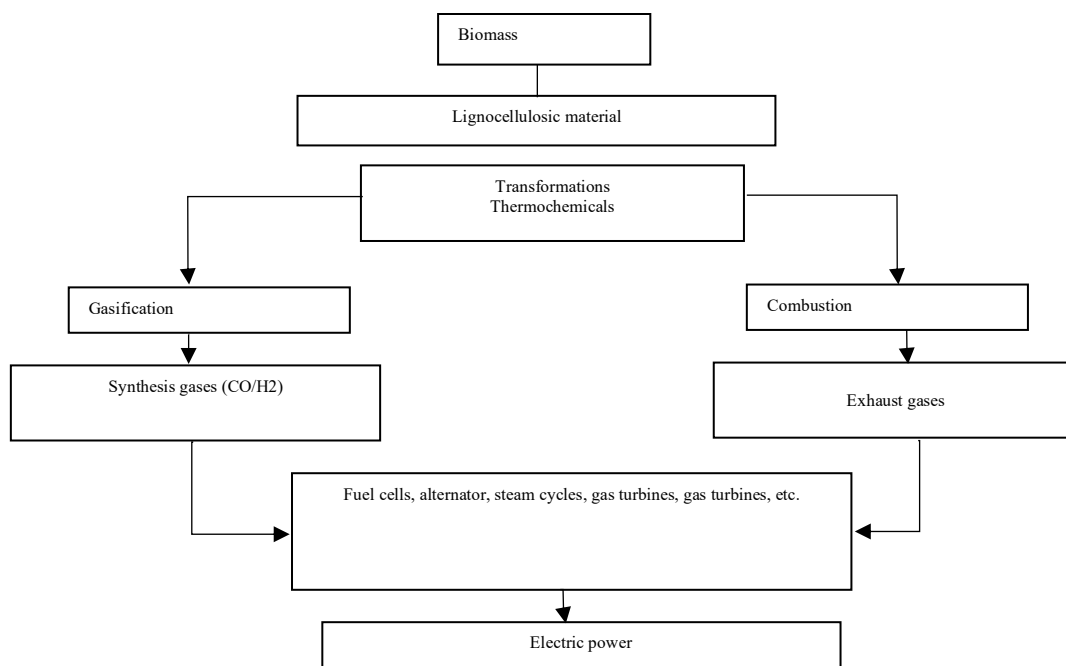 Biomass
Lignocellulosic material
Transformations
Thermochemicals
Gasification
Combustion
Synthesis gases (CO/H2)
Exhaust gases
Fuel cells, alternator, steam cycles, gas turbines, gas turbines, etc.
Electric power